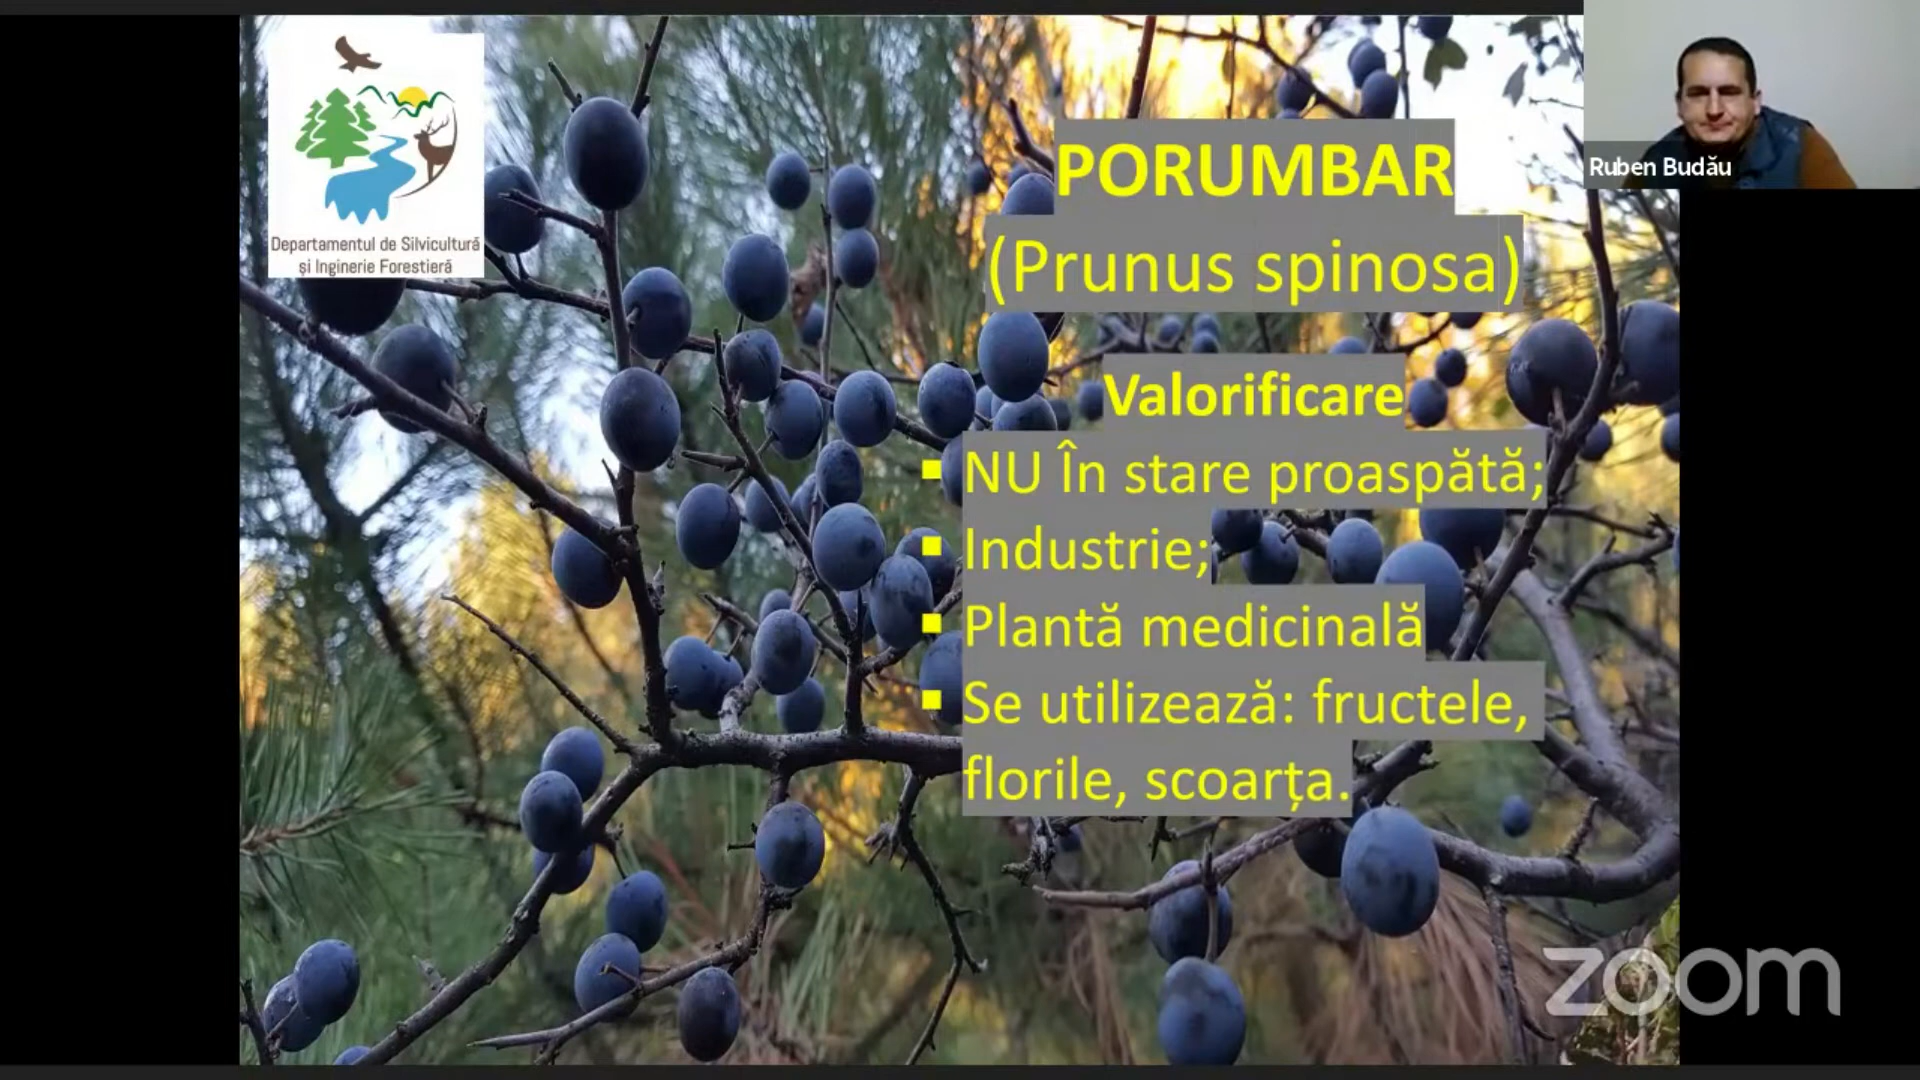 Departamentul de Silvicultură
și Inginerie Forestieră
PORUMBAR
(Prunus spinosa)
Valorificare
▪ NU În stare proaspătă;
▪ Industrie;
▪ Plantă medicinală
▪ Se utilizează: fructele,
florile, scoarța.
Ruben Budău
zoom